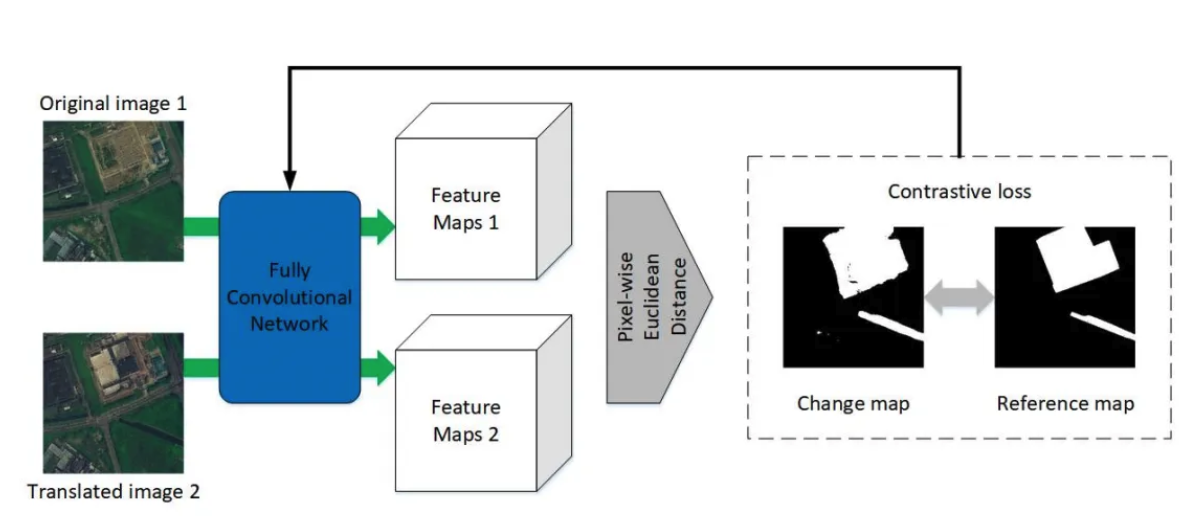 Original image 1
Translated image 2
Fully
Convolutional
Network
Feature
Maps 1
Feature
Maps 2
Pixel-wise
Euclidean
Distance
Contrastive loss
Change map
Reference map